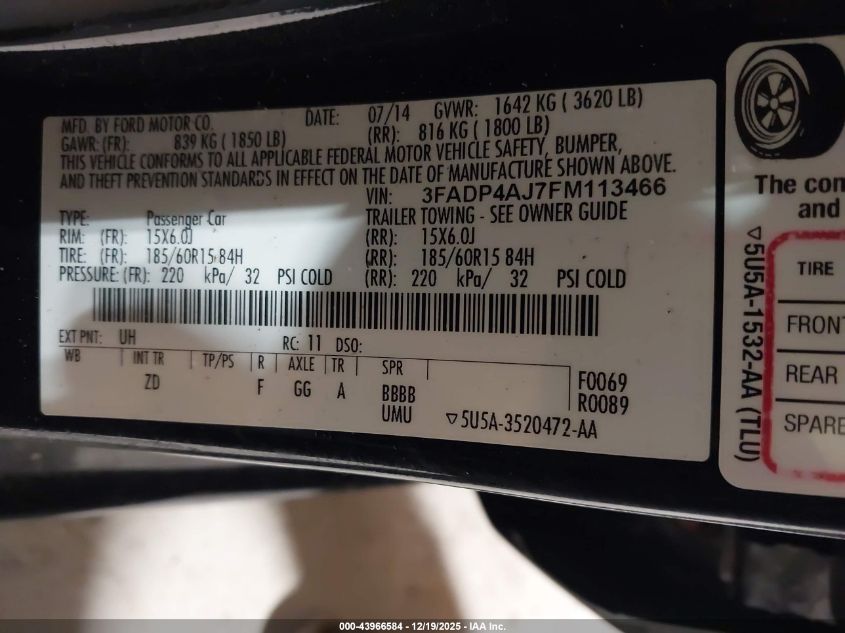 MFD. BY FORD MOTOR CO. DATE: 07/14 GVWR: 1642 KG ( 3620 LB)
GAWR: (FR): 839 KG ( 1850 LB) (RR): 816 KG ( 1800 LB)
THIS VEHICLE CONFORMS TO ALL APPLICABLE FEDERAL MOTOR VEHICLE SAFETY, BUMPER,
AND THEFT PREVENTION STANDARDS IN EFFECT ON THE DATE OF MANUFACTURE SHOWN ABOVE.
VIN: 3FADP4AJ7FM113466
TYPE: Passenger Car TRAILER TOWING - SEE OWNER GUIDE
RIM: (FR): 15X6.0J (RR): 15X6.0J
TIRE: (FR): 185/60R15 84H (RR): 185/60R15 84H
PRESSURE: (FR): 220 kPa/ 32 PSI COLD (RR): 220 kPa/ 32 PSI COLD
EXT PNT: UH RC: 11 DSO:
WB INT TR TP/PS R AXLE TR SPR
ZD F GG A BBBB F0069
UMU R0089
▽5U5A-3520472-AA
The com
and
▽5U5A-1532-AA (TLU)
TIRE
FRONT
REAR
SPARE
000-43966584 - 12/19/2025 - IAA Inc.